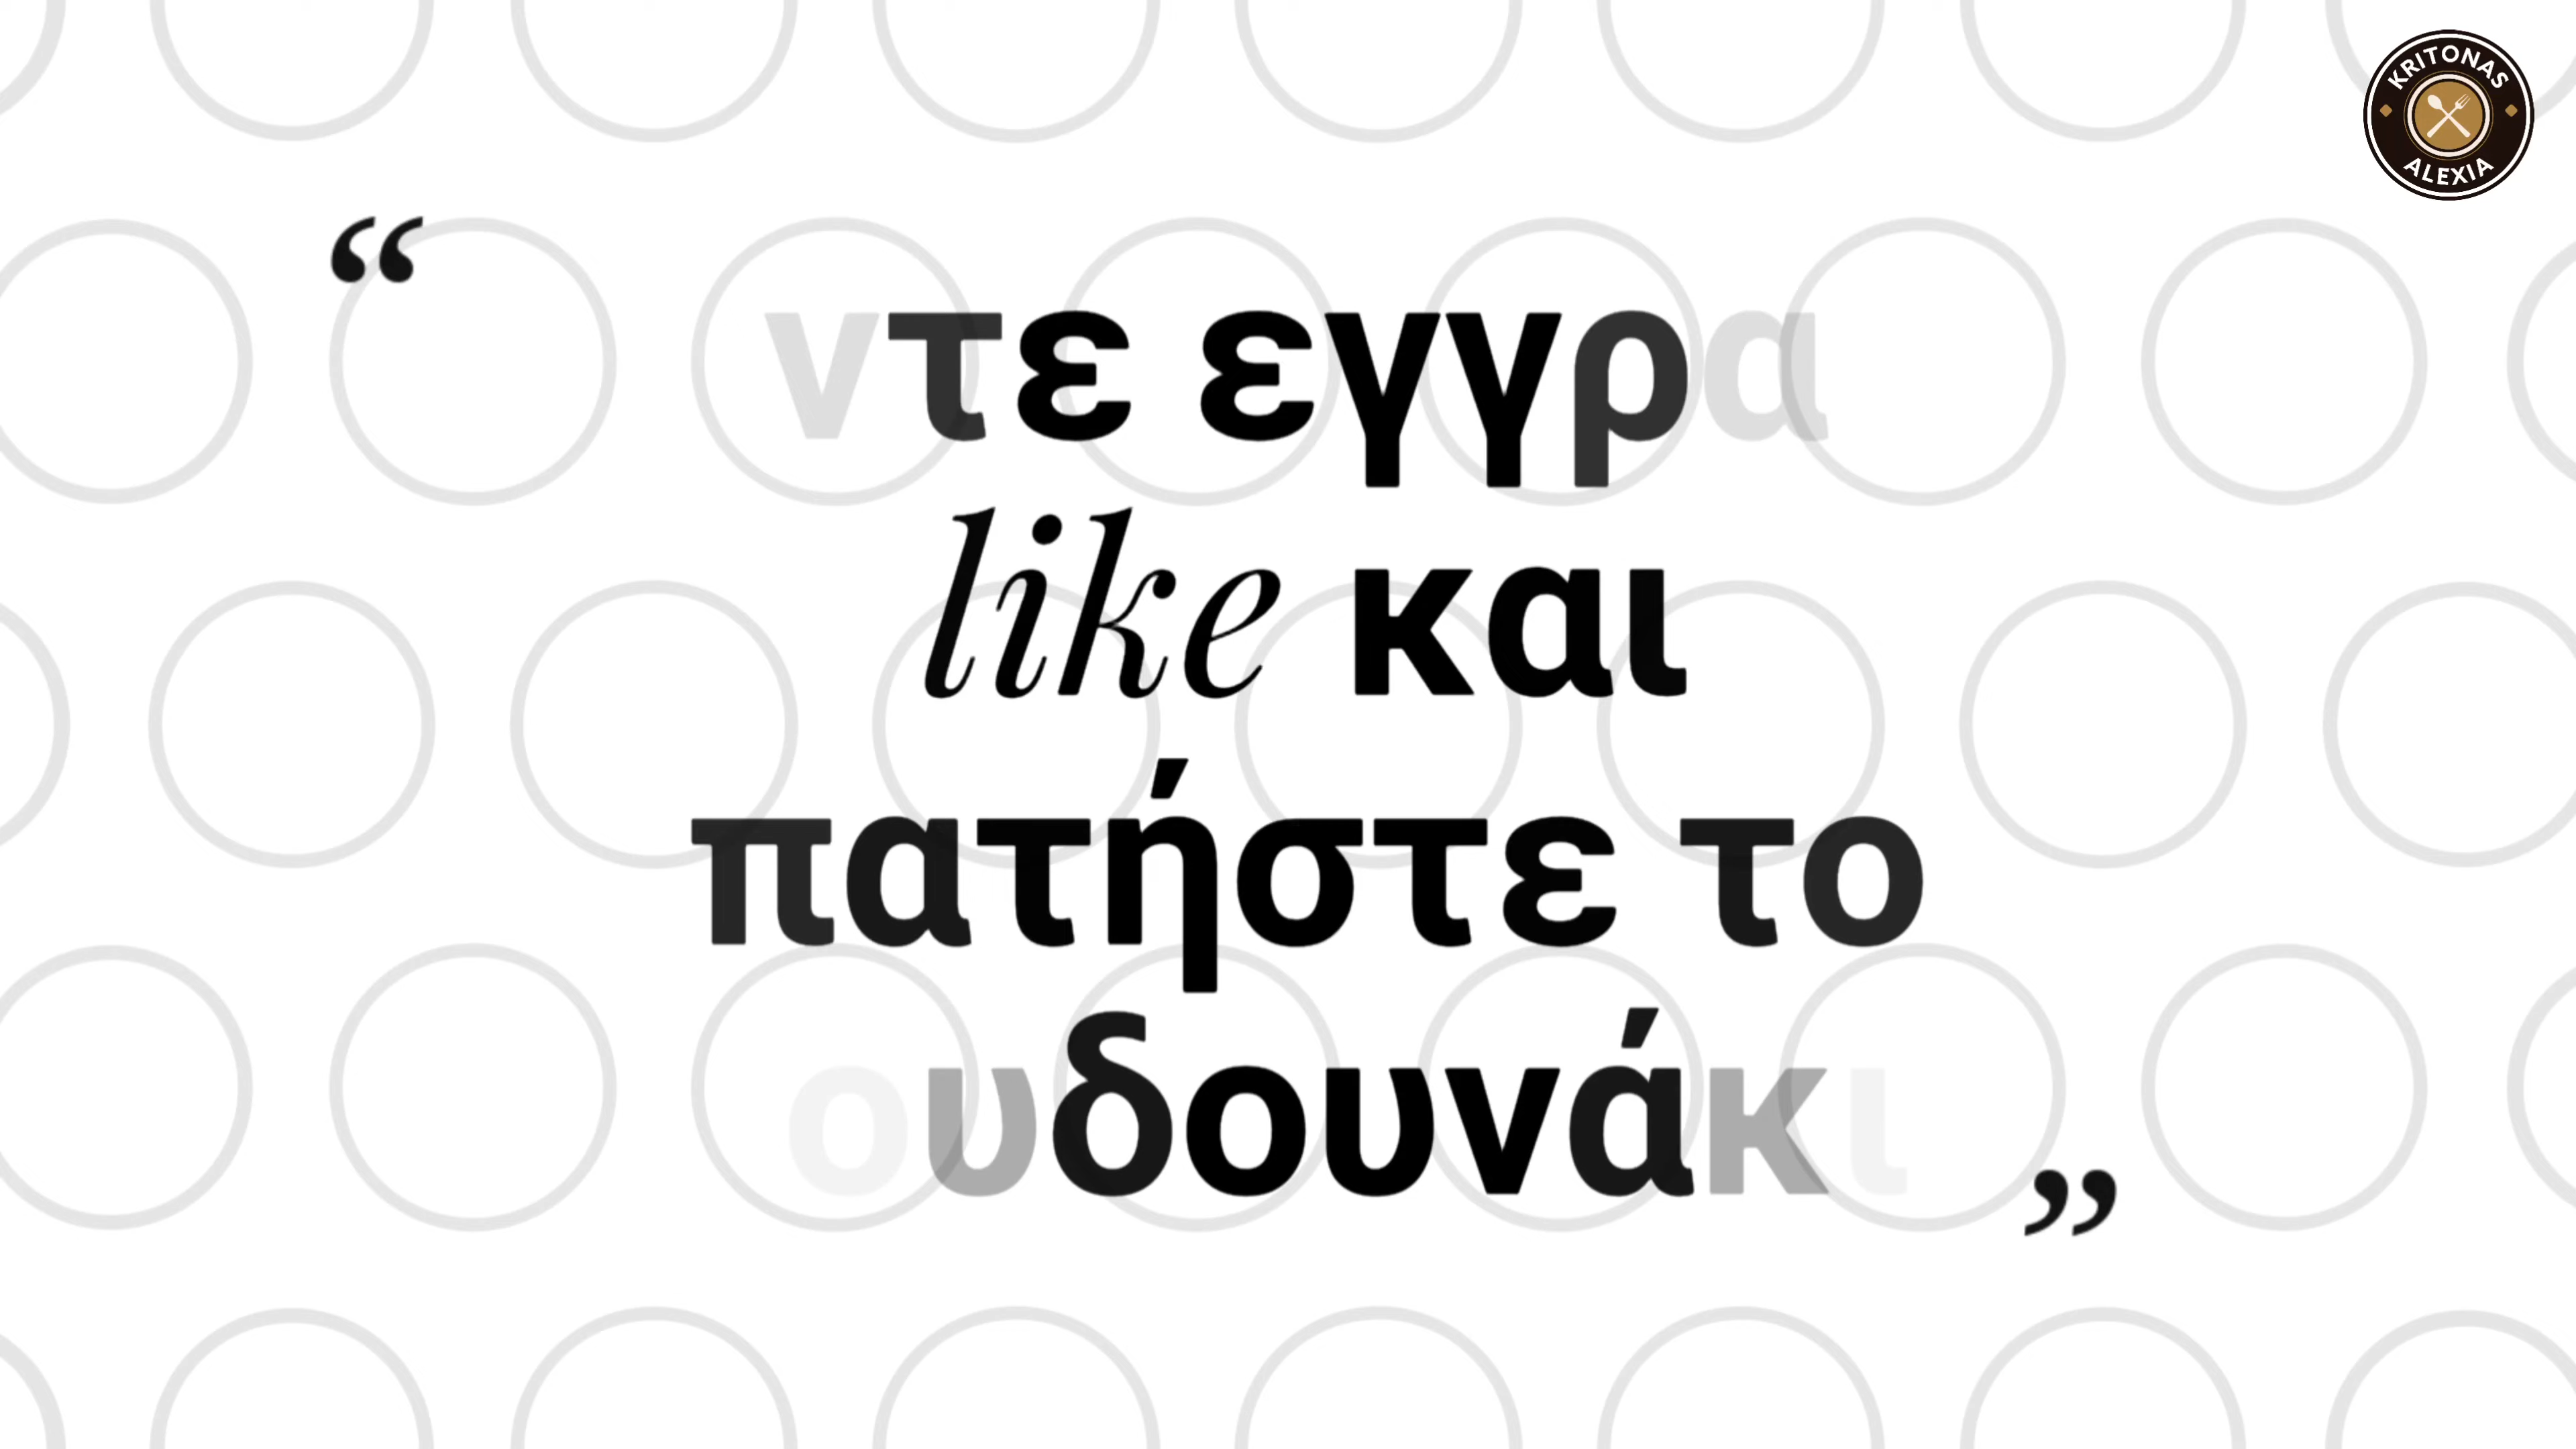 KRITONAS
ALEXIA
“
ντε εγγρα
like και
πατήστε το
ουδουνάκι
”